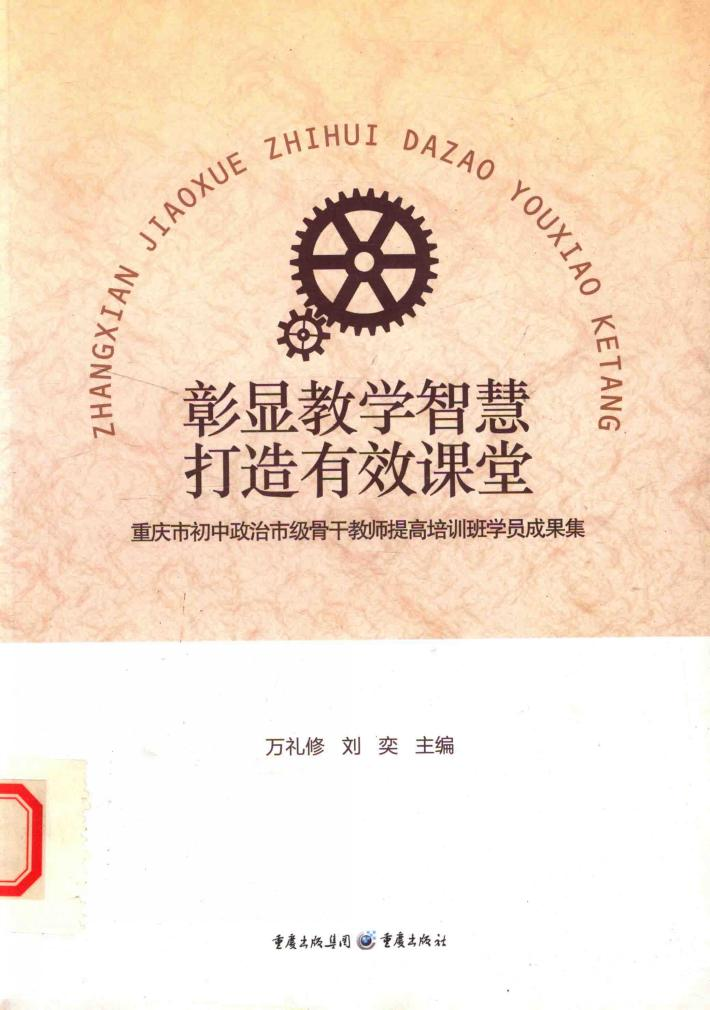 ZHANGXIAN JIAOXUE ZHIHUI DAZAO YOUXIAO KETANG
彰显教学智慧
打造有效课堂
重庆市初中政治市级骨干教师提高培训班学员成果集
万礼修 刘 奕 主编
重庆出版集团 重庆出版社